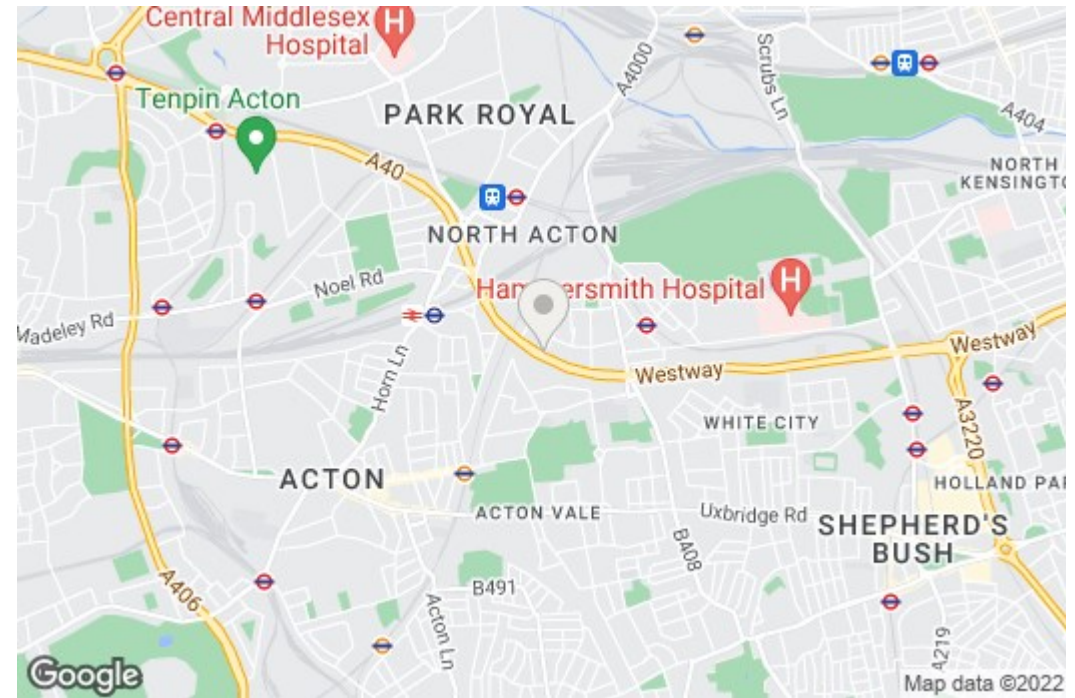 Central Middlesex
Hospital
H
Scrubs Ln
A4000
Tenpin Acton
PARK ROYAL
A404
A40
NORTH
KENSINGTO
NORTH ACTON
Noel Rd
Hammersmith Hospital
H
Madeley Rd
Westway
Westway
Horn Ln
WHITE CITY
A3220
ACTON
HOLLAND PAR
ACTON VALE
Uxbridge Rd
SHEPHERD'S
BUSH
B408
B491
A406
Acton Ln
A219
Google
Map data ©2022